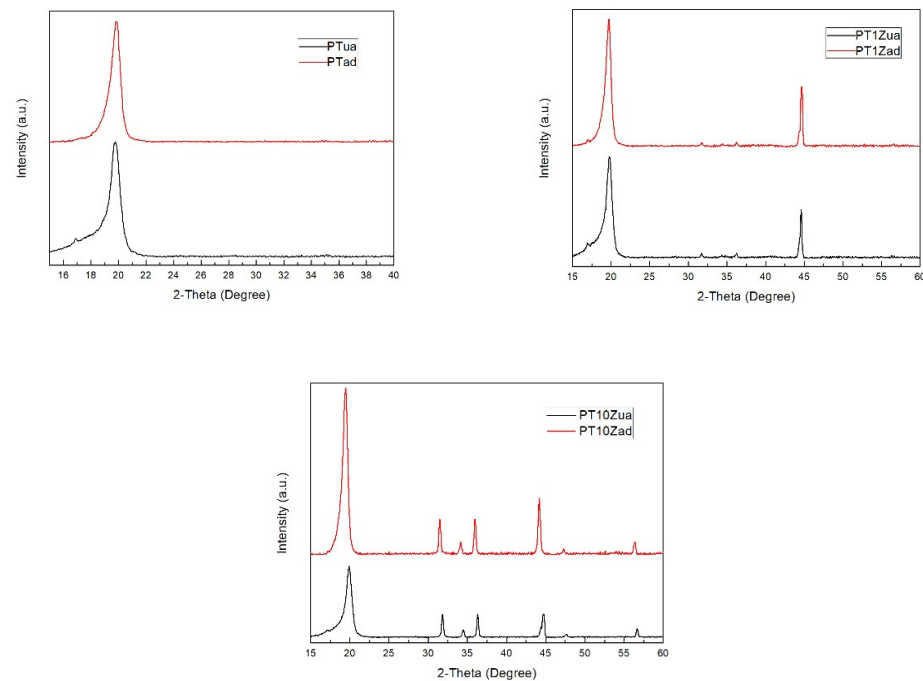 Intensity (a.u.)
PTua
PTad
16 18 20 22 24 26 28 30 32 34 36 38 40
2-Theta (Degree)
Intensity (a.u.)
PT1Zua
PT1Zad
15 20 25 30 35 40 45 50 55 60
2-Theta (Degree)
Intensity (a.u.)
PT10Zua
PT10Zad
15 20 25 30 35 40 45 50 55 60
2-Theta (Degree)